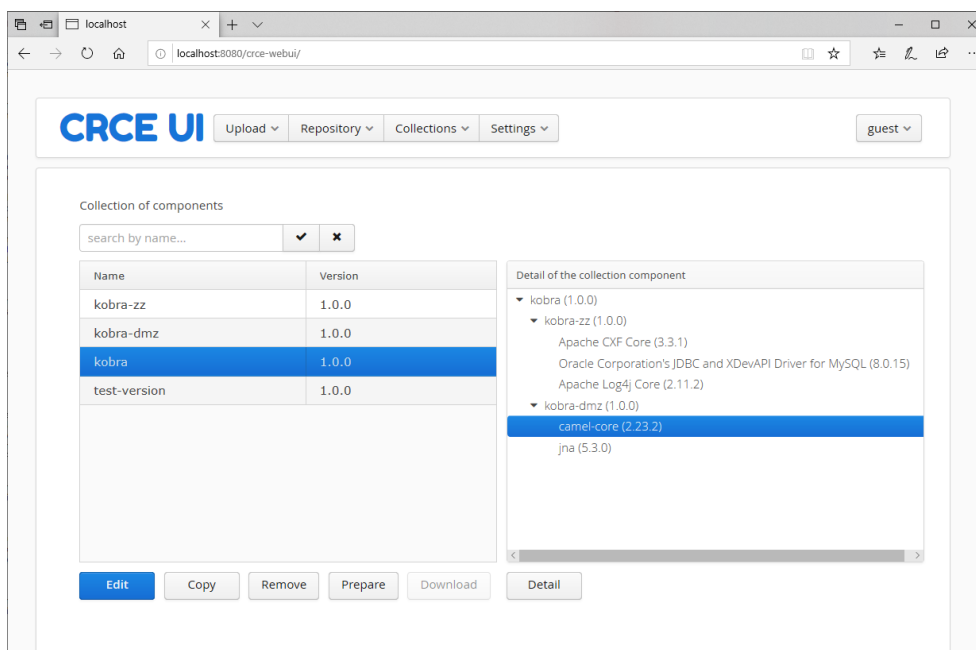 localhost
localhost:8080/crce-webui/
CRCE UI
Upload Repository Collections Settings guest
Collection of components
search by name...
Name Version
kobra-zz 1.0.0
kobra-dmz 1.0.0
kobra 1.0.0
test-version 1.0.0
Detail of the collection component
kobra (1.0.0)
kobra-zz (1.0.0)
Apache CXF Core (3.3.1)
Oracle Corporation's JDBC and XDevAPI Driver for MySQL (8.0.15)
Apache Log4j Core (2.11.2)
kobra-dmz (1.0.0)
camel-core (2.23.2)
jna (5.3.0)
Edit Copy Remove Prepare Download Detail